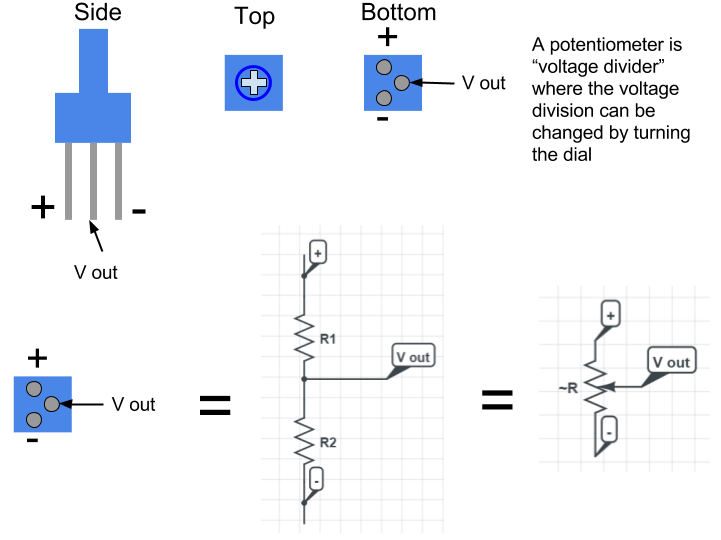 Side
Top
Bottom
+
V out
-
A potentiometer is
“voltage divider”
where the voltage
division can be
changed by turning
the dial
+
-
V out
+
V out
-
=
+
R1
V out
R2
-
=
+
V out
~R
-